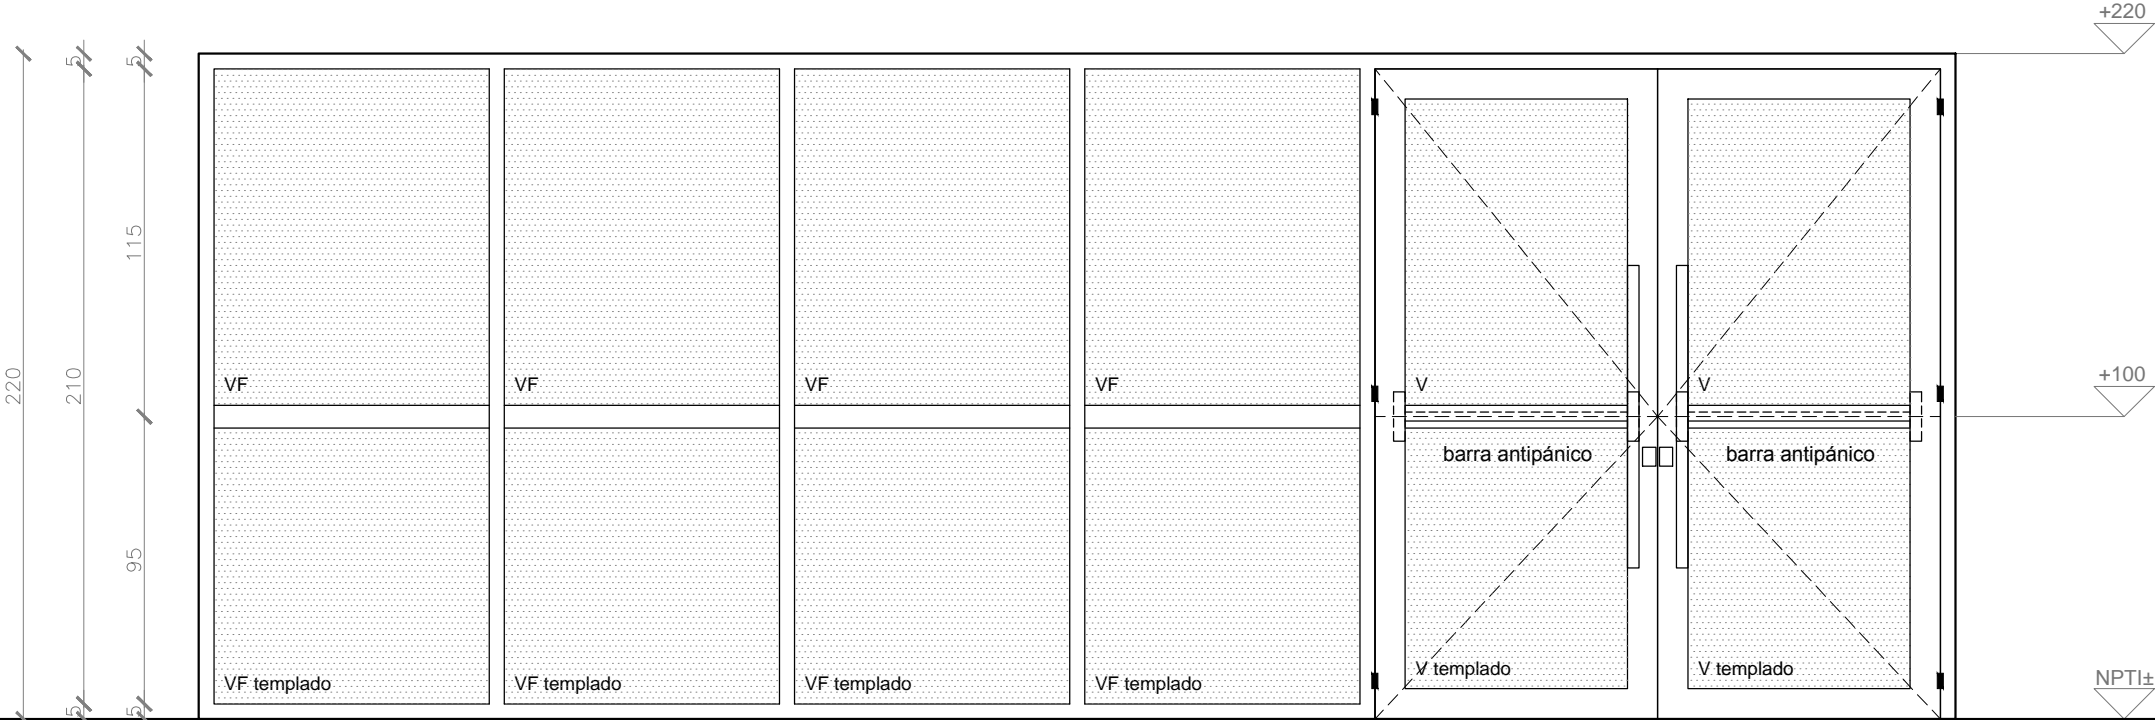 +220
5
5
115
220
210
VF
VF
VF
VF
V
V
+100
barra antipánico
barra antipánico
95
VF templado
VF templado
VF templado
VF templado
V templado
V templado
NPTI±
5
5